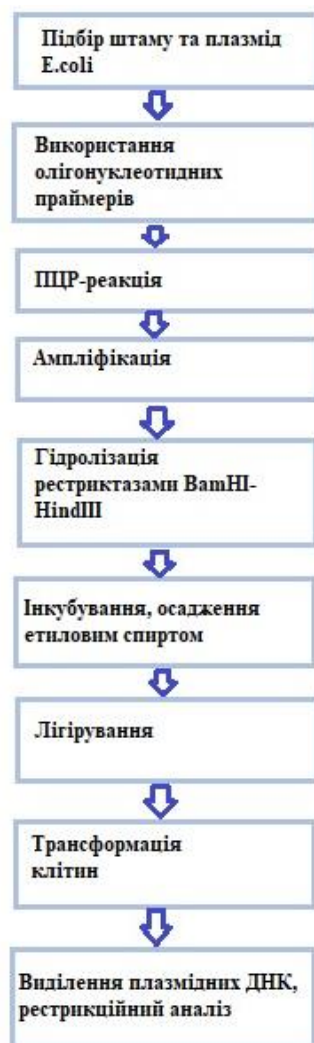 Підбір штаму та плазмід
E.coli
Використання
олігонуклеотидних
праймерів
ПЦР-реакція
Ампліфікація
Гідролізація
рестриктазами BamHI-
HindIII
Інкубування, осадження
етиловим спиртом
Лігірування
Трансформація
клітин
Виділення плазмідних ДНК,
рестрикційний аналіз